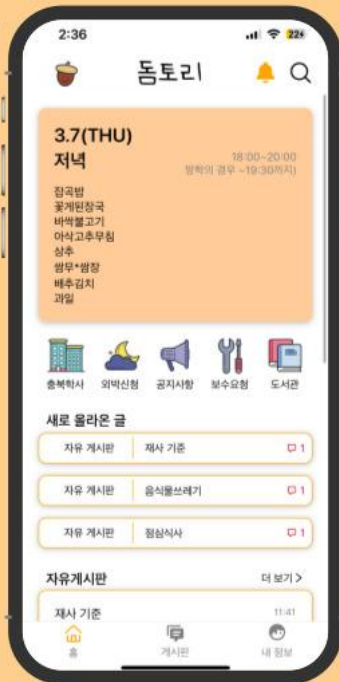 2:36
돔토리
3.7(THU)
저녁
18:00~20:00
방학의 경우 ~19:30까지)
잡곡밥
꽃게된장국
바싹불고기
아삭고추무침
상추
쌈무*쌈장
배추김치
과일
충북학사 외박신청 공지사항 보수요청 도서관
새로 올라온 글
자유 게시판 재사 기준 1
자유 게시판 음식물쓰레기 1
자유 게시판 점심식사 1
자유게시판 더 보기 >
재사 기준 11:41
홈 게시판 내 정보